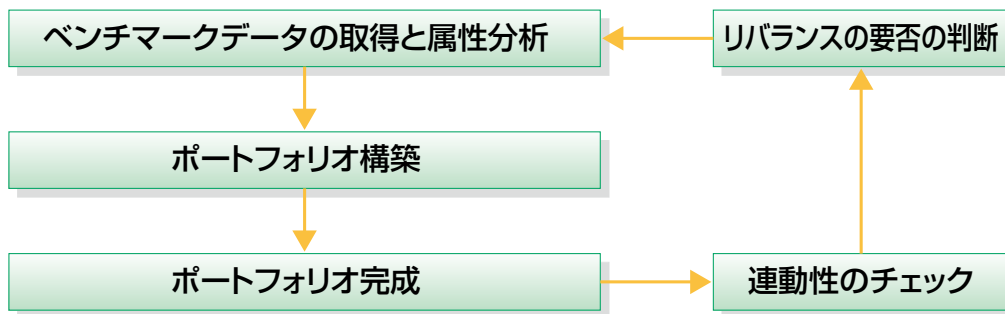 ベンチマークデータの取得と属性分析
リバランスの要否の判断
ポートフォリオ構築
ポートフォリオ完成
連動性のチェック